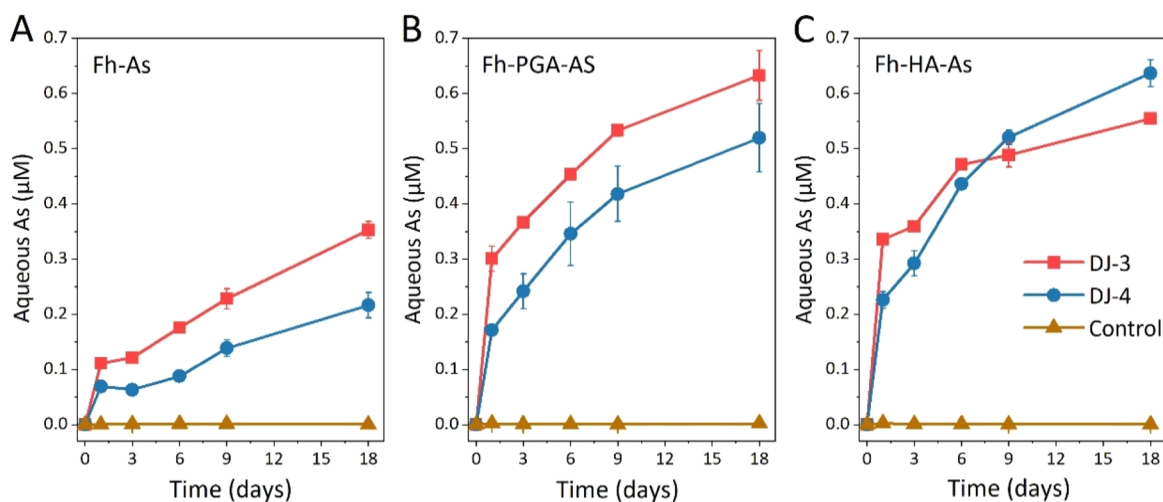 A
Fh-As
0.7
0.6
0.5
0.4
0.3
0.2
0.1
0.0
Aqueous As (µM)
0 3 6 9 12 15 18
Time (days)
B
Fh-PGA-AS
0.7
0.6
0.5
0.4
0.3
0.2
0.1
0.0
Aqueous As (µM)
0 3 6 9 12 15 18
Time (days)
C
Fh-HA-As
0.7
0.6
0.5
0.4
0.3
0.2
0.1
0.0
Aqueous As (µM)
DJ-3
DJ-4
Control
0 3 6 9 12 15 18
Time (days)